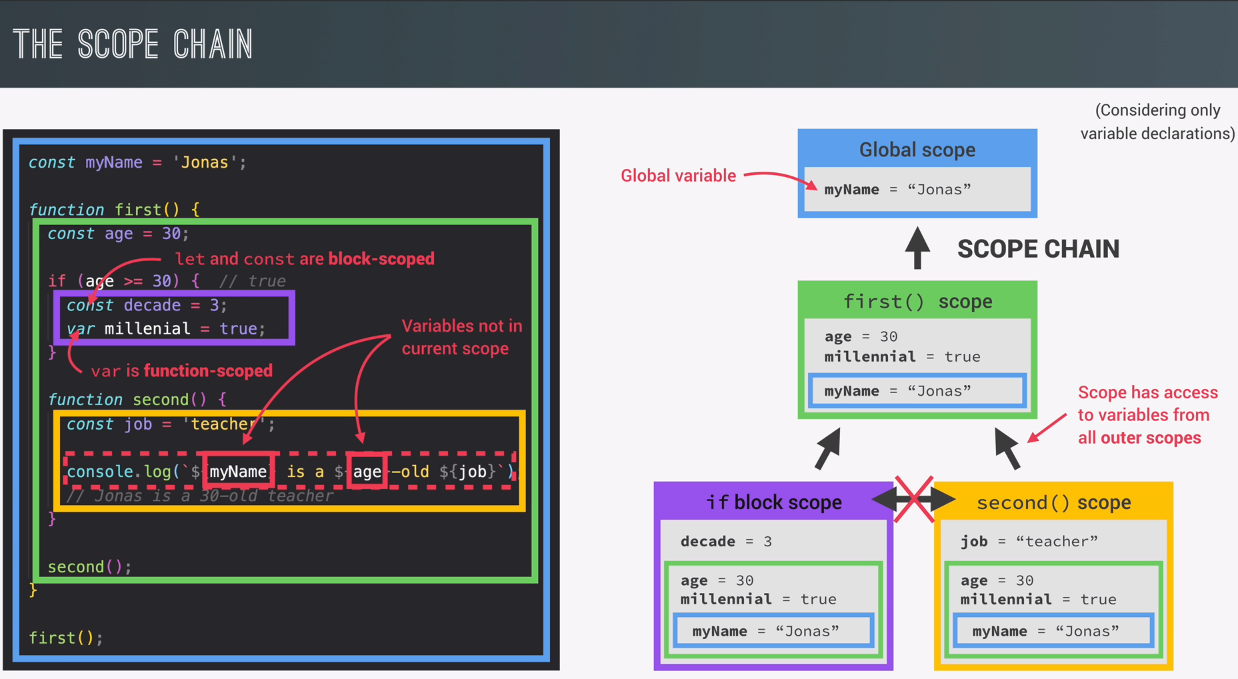 THE SCOPE CHAIN
(Considering only
variable declarations)
const myName = 'Jonas';
function first() {
const age = 30;
let and const are block-scoped
if (age >= 30) { // true
const decade = 3;
var millenial = true;
}
var is function-scoped
Variables not in
current scope
function second() {
const job = 'teacher';
console.log(`${myName} is a ${age}-old ${job}`)
// Jonas is a 30-old teacher
}
second();
}
first();
Global scope
Global variable
myName = “Jonas”
SCOPE CHAIN
first() scope
age = 30
millennial = true
myName = “Jonas”
Scope has access
to variables from
all outer scopes
if block scope
decade = 3
age = 30
millennial = true
myName = “Jonas”
second() scope
job = “teacher”
age = 30
millennial = true
myName = “Jonas”